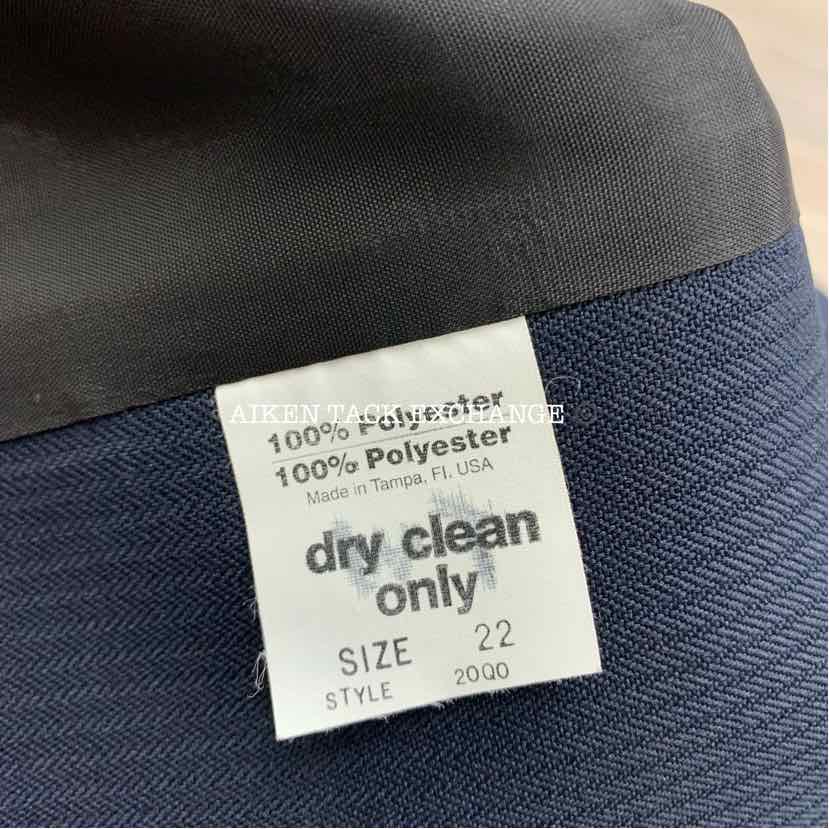 AIKEN TACK EXCHANGE
100% Polyester
100% Polyester
Made in Tampa, Fl. USA
dry clean
only
SIZE 22
STYLE 20Q0